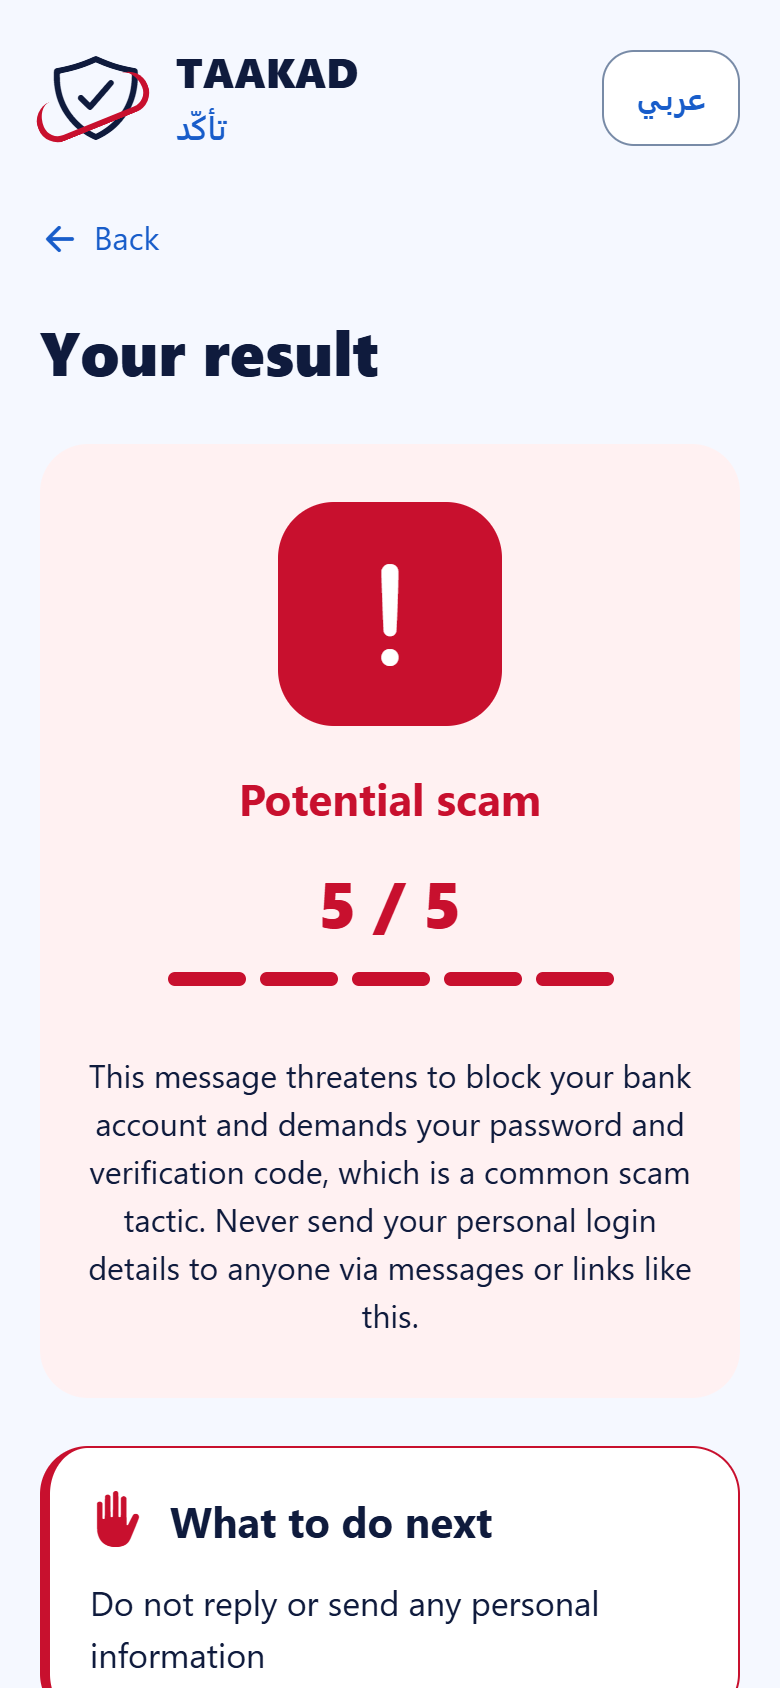 TAAKAD
تأكّد
عربي
Back
Your result
Potential scam
5 / 5
This message threatens to block your bank
account and demands your password and
verification code, which is a common scam
tactic. Never send your personal login
details to anyone via messages or links like
this.
What to do next
Do not reply or send any personal
information